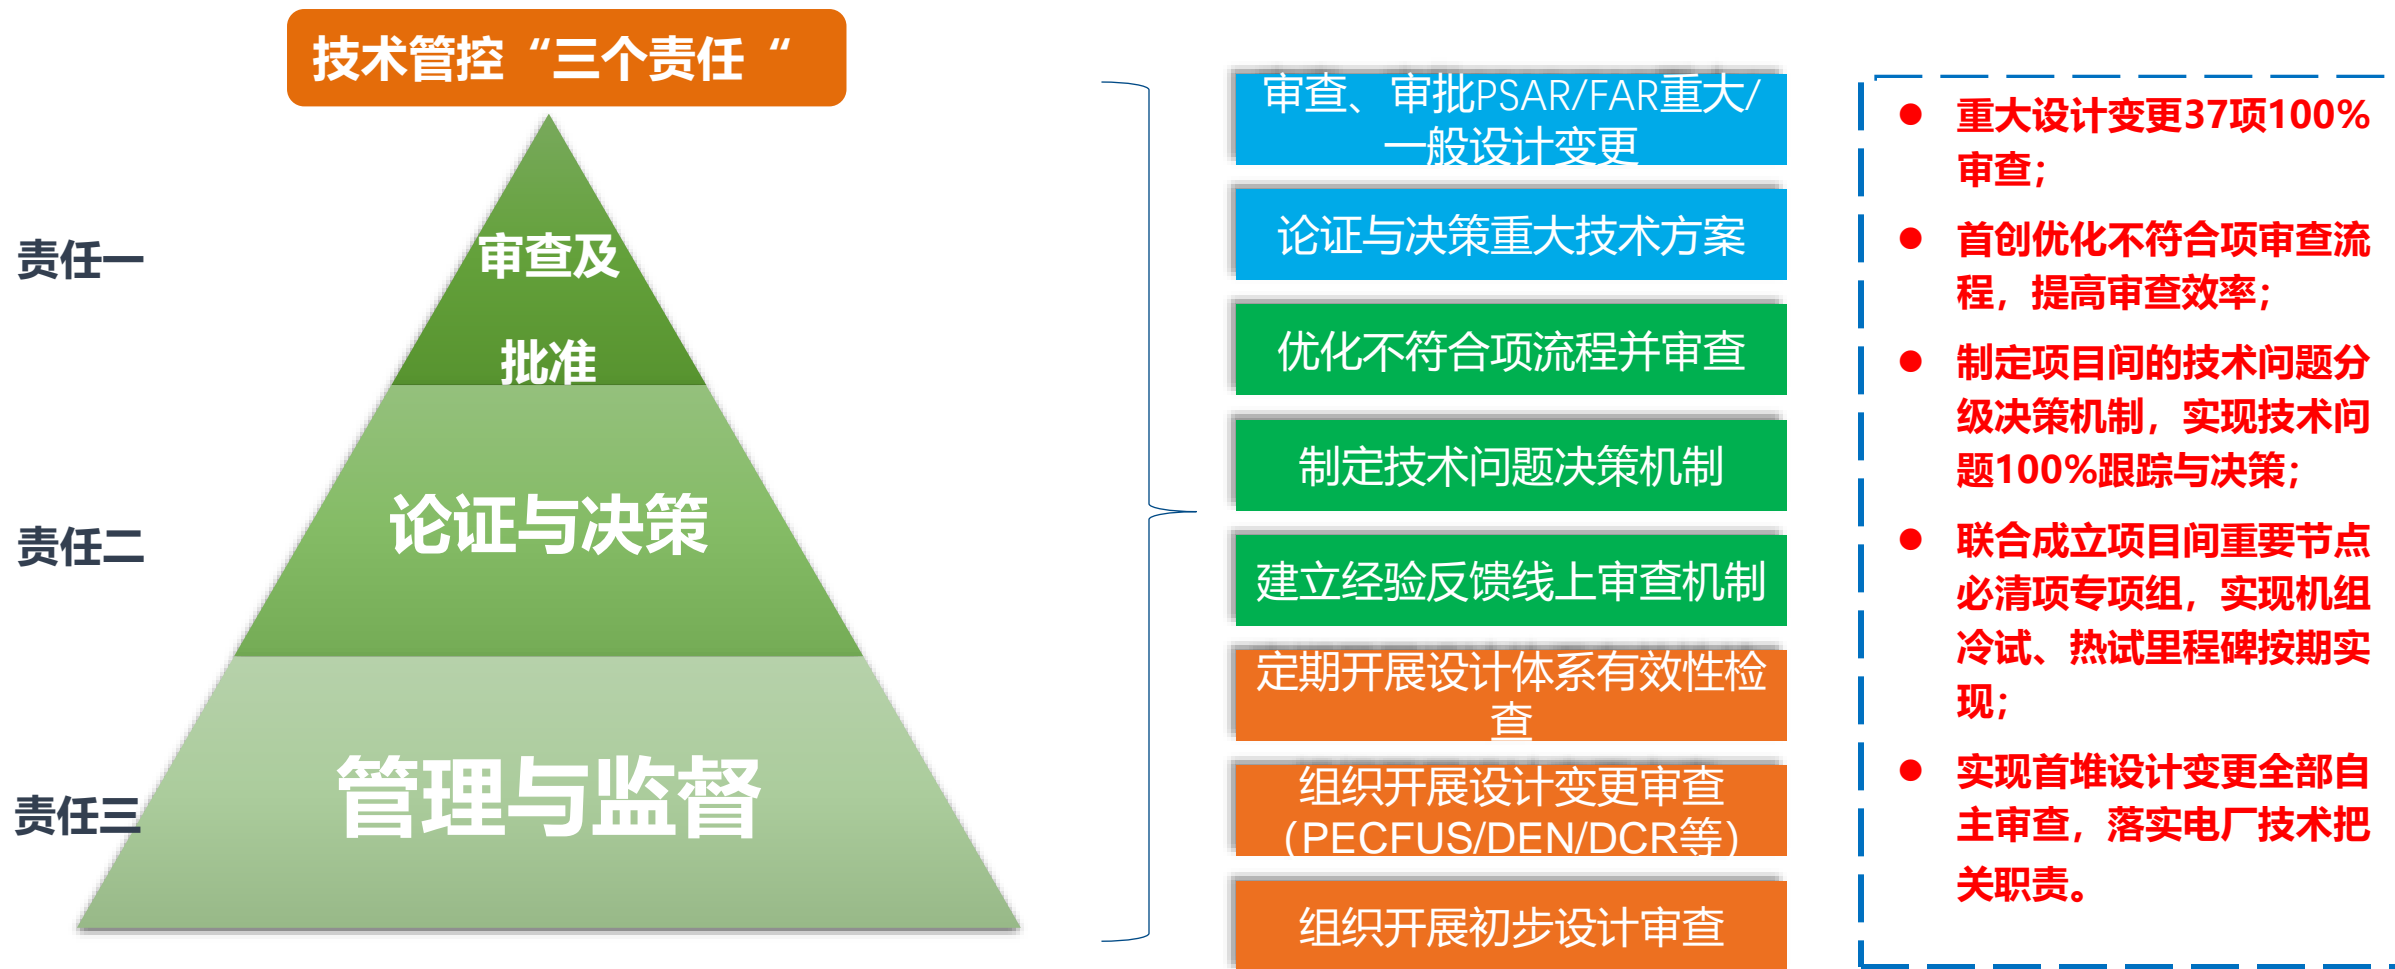 技术管控“三个责任“
责任一
审查及
批准
责任二
论证与决策
责任三
管理与监督
审查、审批PSAR/FAR重大/
一般设计变更
论证与决策重大技术方案
优化不符合项流程并审查
制定技术问题决策机制
建立经验反馈线上审查机制
定期开展设计体系有效性检
查
组织开展设计变更审查
（PECFUS/DEN/DCR等）
组织开展初步设计审查
● 重大设计变更37项100%
审查；
● 首创优化不符合项审查流
程，提高审查效率；
● 制定项目间的技术问题分
级决策机制，实现技术问
题100%跟踪与决策；
● 联合成立项目间重要节点
必清项专项组，实现机组
冷试、热试里程碑按期实
现；
● 实现首堆设计变更全部自
主审查，落实电厂技术把
关职责。